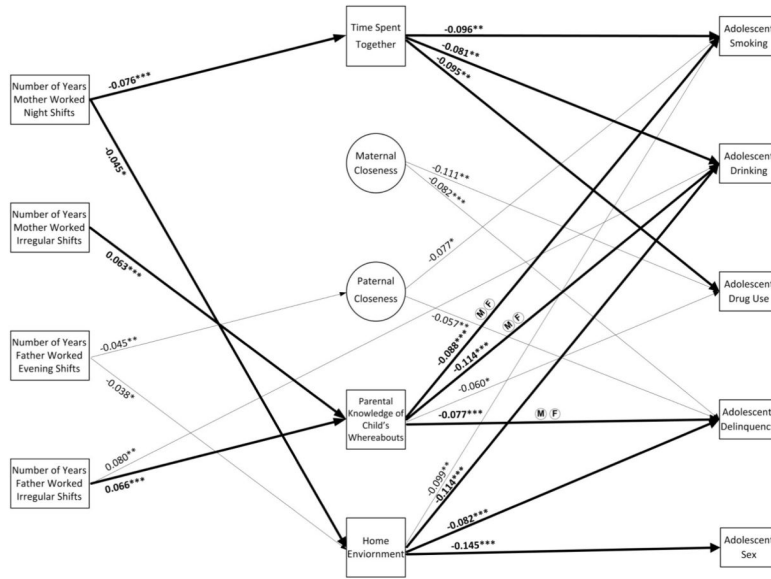 Time Spent
Together
-0.096**
Adolescent
Smoking
-0.081**
-0.095**
-0.076***
Number of Years
Mother Worked
Night Shifts
-0.045*
Maternal
Closeness
-0.111**
-0.082***
Adolescent
Drinking
Number of Years
Mother Worked
Irregular Shifts
0.063***
-0.077*
Paternal
Closeness
Adolescent
Drug Use
M F
-0.057**
M F
-0.088***
-0.114***
Number of Years
Father Worked
Evening Shifts
-0.045**
-0.038*
-0.060*
Parental
Knowledge of
Child's
Whereabouts
-0.077***
M F
Adolescent
Delinquency
Number of Years
Father Worked
Irregular Shifts
0.080**
0.066***
-0.099**
-0.114***
Home
Enviornment
-0.082***
-0.145***
Adolescent
Sex